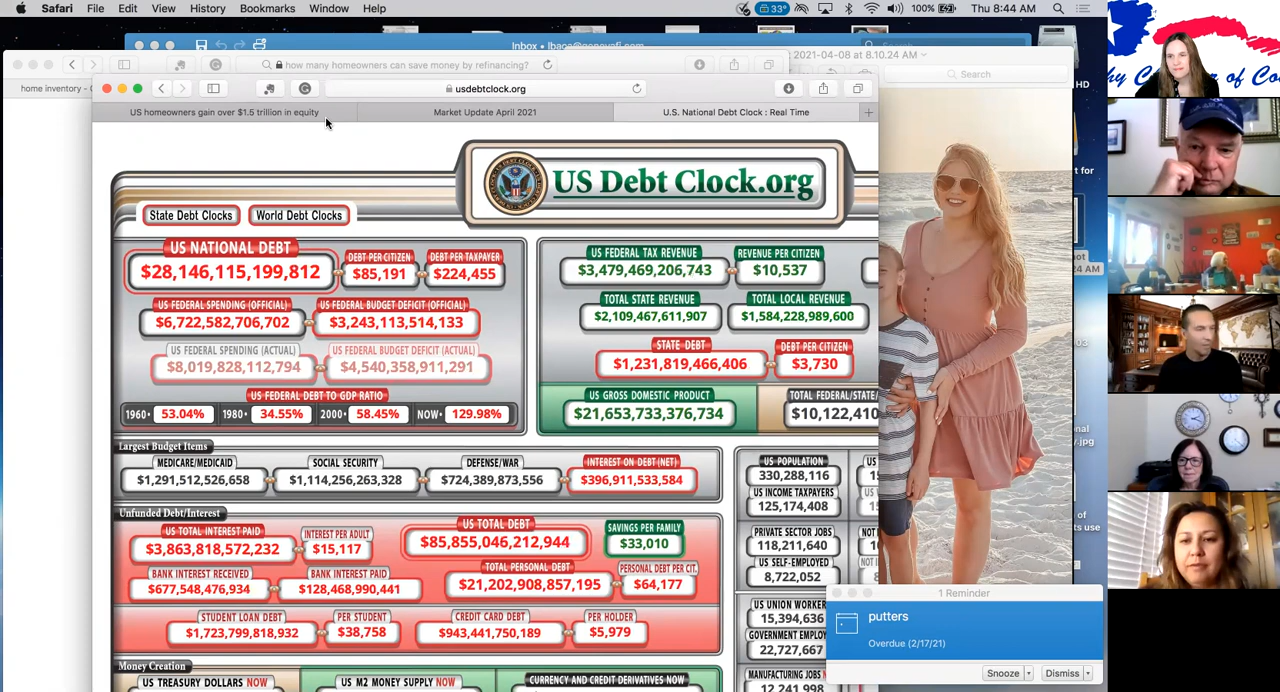 Safari File Edit View History Bookmarks Window Help
33° 100% Thu 8:44 AM
2021-04-08 at 8.10.24 AM
Search
how many homeowners can save money by refinancing?
home inventory -
usdebtclock.org
US homeowners gain over $1.5 trillion in equity
Market Update April 2021
U.S. National Debt Clock : Real Time
US Debt Clock.org
State Debt Clocks
World Debt Clocks
US NATIONAL DEBT
$28,146,115,199,812
DEBT PER CITIZEN
$85,191
DEBT PER TAXPAYER
$224,455
US FEDERAL SPENDING (OFFICIAL)
$6,722,582,706,702
US FEDERAL BUDGET DEFICIT (OFFICIAL)
$3,243,113,514,133
US FEDERAL SPENDING (ACTUAL)
$8,019,828,112,794
US FEDERAL BUDGET DEFICIT (ACTUAL)
$4,540,358,911,291
US FEDERAL DEBT TO GDP RATIO
1960· 53.04% 1980· 34.55% 2000· 58.45% NOW· 129.98%
US FEDERAL TAX REVENUE
$3,479,469,206,743
REVENUE PER CITIZEN
$10,537
TOTAL STATE REVENUE
$2,109,467,611,907
TOTAL LOCAL REVENUE
$1,584,228,989,600
STATE DEBT
$1,231,819,466,406
DEBT PER CITIZEN
$3,730
US GROSS DOMESTIC PRODUCT
$21,653,733,376,734
TOTAL FEDERAL/STATE/
$10,122,410
Largest Budget Items
MEDICARE/MEDICAID
$1,291,512,526,658
SOCIAL SECURITY
$1,114,256,263,328
DEFENSE/WAR
$724,389,873,556
INTEREST ON DEBT (NET)
$396,911,533,584
Unfunded Debt/Interest
US TOTAL INTEREST PAID
$3,863,818,572,232
INTEREST PER ADULT
$15,117
US TOTAL DEBT
$85,855,046,212,944
SAVINGS PER FAMILY
$33,010
BANK INTEREST RECEIVED
$677,548,476,934
BANK INTEREST PAID
$128,468,990,441
TOTAL PERSONAL DEBT
$21,202,908,857,195
PERSONAL DEBT PER CIT.
$64,177
STUDENT LOAN DEBT
$1,723,799,818,932
PER STUDENT
$38,758
CREDIT CARD DEBT
$943,441,750,189
PER HOLDER
$5,979
Money Creation
US TREASURY DOLLARS NOW
US M2 MONEY SUPPLY NOW
CURRENCY AND CREDIT DERIVATIVES NOW
US POPULATION
330,288,116
US INCOME TAXPAYERS
125,174,408
PRIVATE SECTOR JOBS
118,211,640
US SELF-EMPLOYED
8,722,052
US UNION WORKER
15,394,636
GOVERNMENT EMPLOY
22,727,667
MANUFACTURING JOBS
12,241,998
HD
t for
not
24 AM
03
nal
y.jpg
s of
ts use
1 Reminder
putters
Overdue (2/17/21)
Snooze
Dismiss